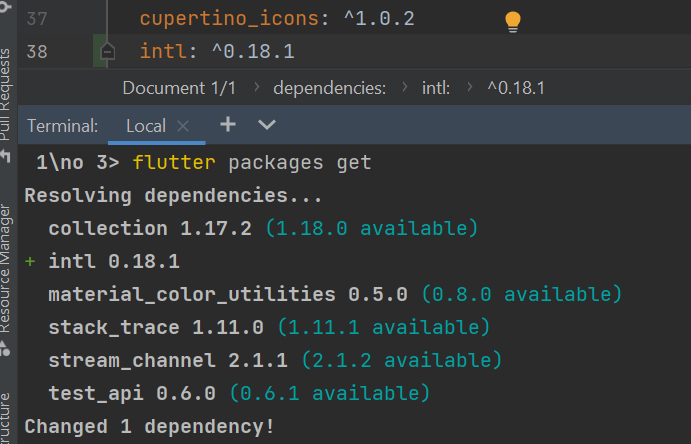 37 cupertino_icons: ^1.0.2
38 intl: ^0.18.1
Document 1/1 › dependencies: › intl: › ^0.18.1
Terminal: Local × +
1\no 3> flutter packages get
Resolving dependencies...
collection 1.17.2 (1.18.0 available)
+ intl 0.18.1
material_color_utilities 0.5.0 (0.8.0 available)
stack_trace 1.11.0 (1.11.1 available)
stream_channel 2.1.1 (2.1.2 available)
test_api 0.6.0 (0.6.1 available)
Changed 1 dependency!
Pull Requests
Resource Manager
ructure